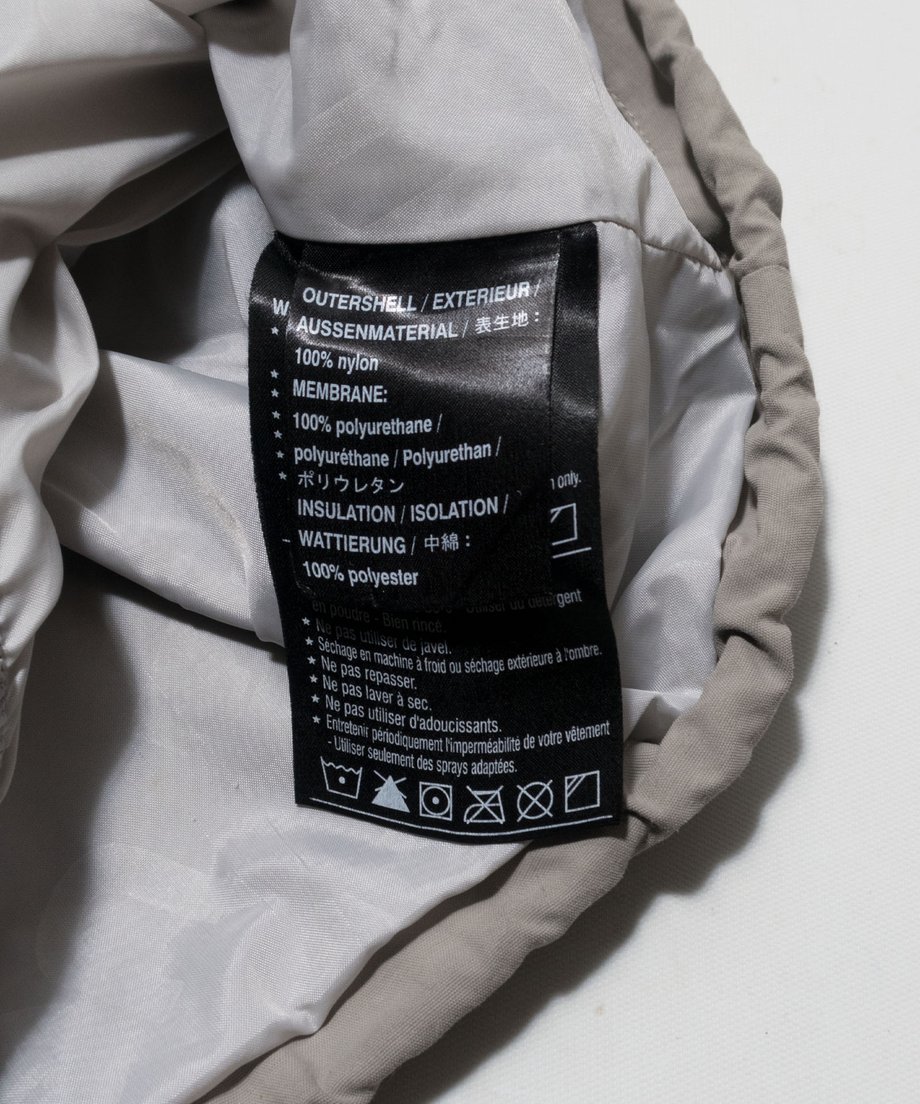 OUTERSHELL / EXTERIEUR /
W
AUSSENMATERIAL / 表生地：
100% nylon
MEMBRANE:
100% polyurethane /
polyuréthane / Polyurethan /
ポリウレタン
only.
INSULATION / ISOLATION /
WATTIERUNG / 中綿：
100% polyester
Utiliser du détergent
en poudre - Bien rincé.
★ Ne pas utiliser de javel.
★ Séchage en machine à froid ou séchage extérieure à l'ombre.
★ Ne pas repasser.
★ Ne pas laver à sec.
★ Ne pas utiliser d'adoucissants.
★ Entretenir périodiquement l'imperméabilité de votre vêtement
- Utiliser seulement des sprays adaptées.